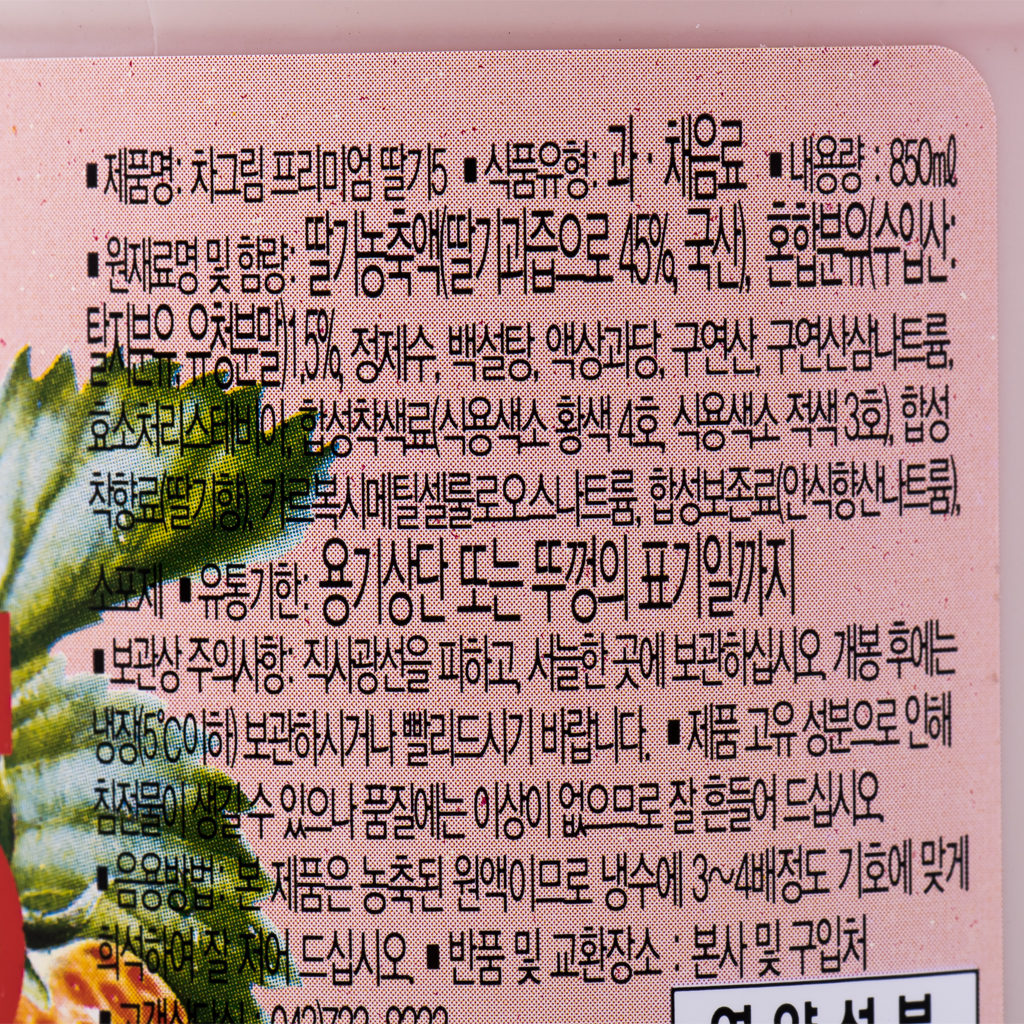 ■제품명: 차그림 프리미엄 딸기5 ■식품유형: 과·채음료 ■내용량 : 850㎖
■원재료명 및 함량: 딸기농축액(딸기과즙으로 45%, 국산), 혼합분유(수입산:
탈지분유, 유청분말)1.5%, 정제수, 백설탕, 액상과당, 구연산, 구연산삼나트륨,
효소처리스테비아, 합성착색료(식용색소 황색 4호, 식용색소 적색 3호), 합성
착향료(딸기향), 카르복시메틸셀룰로오스나트륨, 합성보존료(안식향산나트륨),
소포제 ■유통기한: 용기상단 또는 뚜껑의 표기일까지
■보관상 주의사항: 직사광선을 피하고, 서늘한 곳에 보관하십시오. 개봉 후에는
냉장(5℃이하) 보관하시거나 빨리드시기 바랍니다. ■제품 고유 성분으로 인해
침전물이 생길 수 있으나 품질에는 이상이 없으므로 잘 흔들어 드십시오
■음용방법: 본 제품은 농축된 원액이므로 냉수에 3~4배정도 기호에 맞게
희석하여 잘 저어 드십시오. ■반품 및 교환장소 : 본사 및 구입처
■고객상담실
영양성분